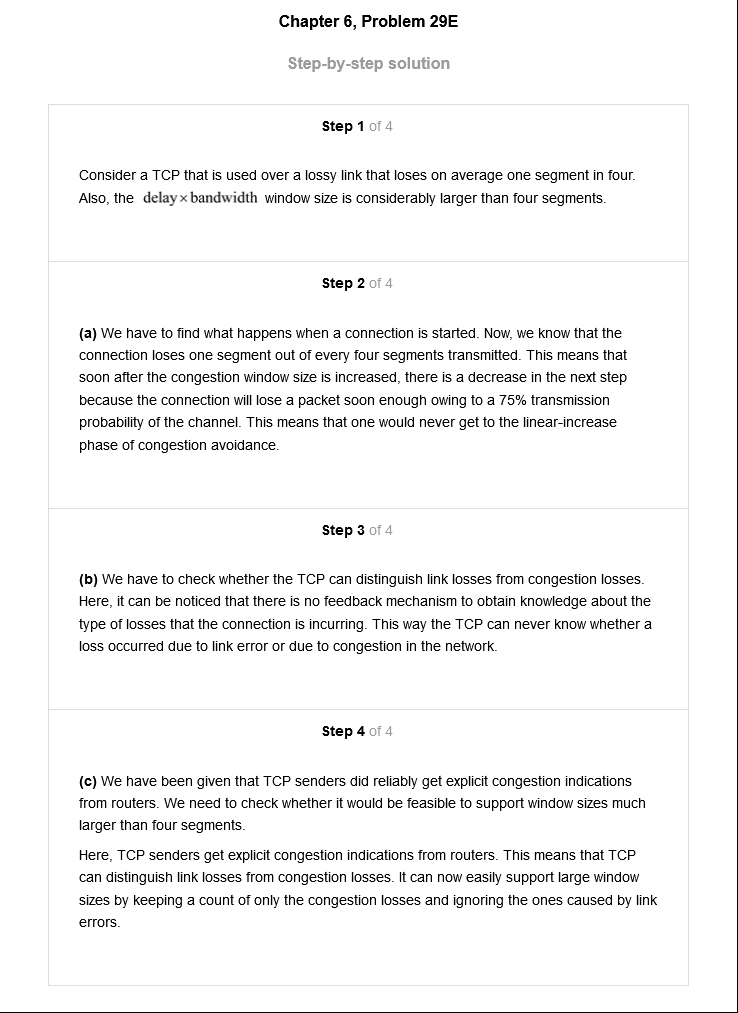 Chapter 6, Problem 29E
Step-by-step solution
Step 1 of 4
Consider a TCP that is used over a lossy link that loses on average one segment in four.
Also, the delay×bandwidth window size is considerably larger than four segments.
Step 2 of 4
(a) We have to find what happens when a connection is started. Now, we know that the
connection loses one segment out of every four segments transmitted. This means that
soon after the congestion window size is increased, there is a decrease in the next step
because the connection will lose a packet soon enough owing to a 75% transmission
probability of the channel. This means that one would never get to the linear-increase
phase of congestion avoidance.
Step 3 of 4
(b) We have to check whether the TCP can distinguish link losses from congestion losses.
Here, it can be noticed that there is no feedback mechanism to obtain knowledge about the
type of losses that the connection is incurring. This way the TCP can never know whether a
loss occurred due to link error or due to congestion in the network.
Step 4 of 4
(c) We have been given that TCP senders did reliably get explicit congestion indications
from routers. We need to check whether it would be feasible to support window sizes much
larger than four segments.
Here, TCP senders get explicit congestion indications from routers. This means that TCP
can distinguish link losses from congestion losses. It can now easily support large window
sizes by keeping a count of only the congestion losses and ignoring the ones caused by link
errors.